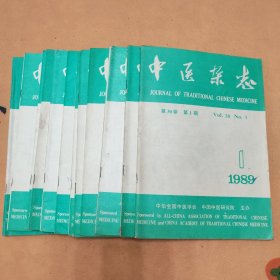 中医杂志
JOURNAL OF TRADITIONAL CHINESE MEDICINE
第30卷 第1期 Vol. 30 No. 1
1
1989
中华全国中医学会 中国中医研究院 主办
Sponsored by ALL-CHINA ASSOCIATION OF TRADITIONAL CHINESE
MEDICINE and CHINA ACADEMY OF TRADITIONAL CHINESE MEDICINE